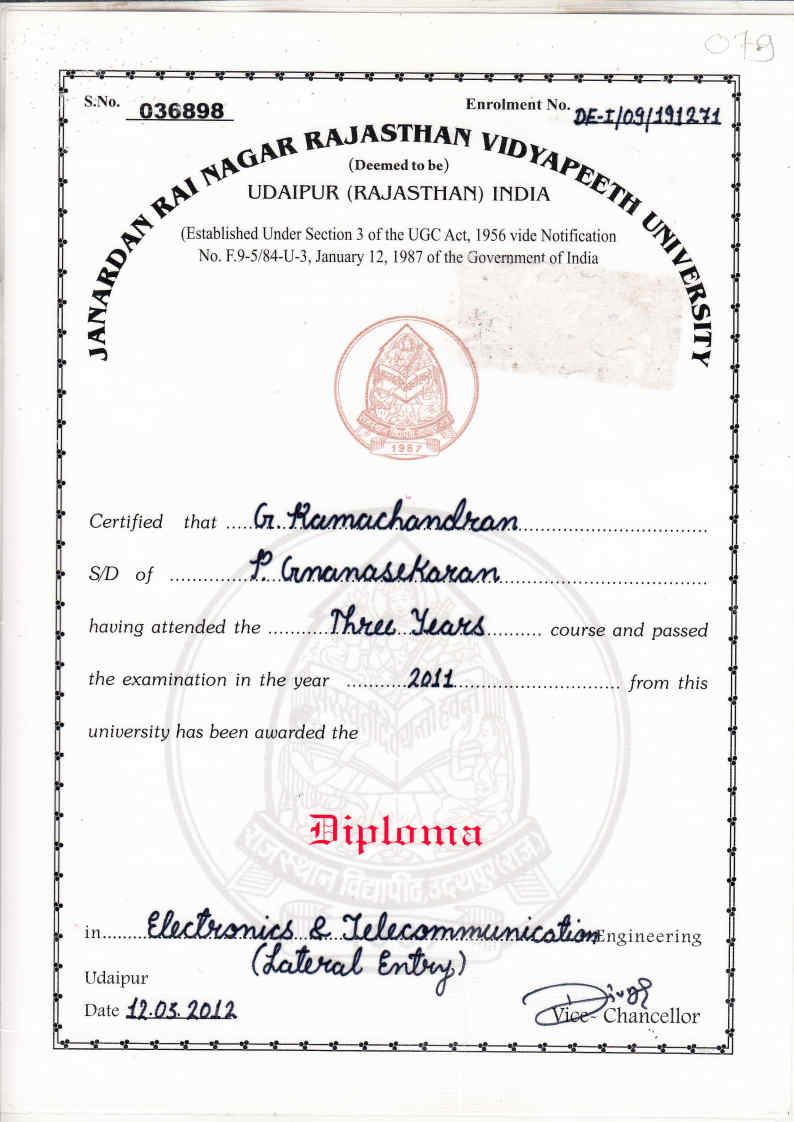 079
S.No. 036898
Enrolment No. DE-I/09/191271
JANARDAN RAI NAGAR RAJASTHAN VIDYAPEETH UNIVERSITY
(Deemed to be)
UDAIPUR (RAJASTHAN) INDIA
(Established Under Section 3 of the UGC Act, 1956 vide Notification
No. F.9-5/84-U-3, January 12, 1987 of the Government of India
1987
Certified that .....G. Ramachandran.................................
S/D of ..............P. Gnanasekaran....................................
having attended the ...........Three Years.......... course and passed
the examination in the year ...........2011.............................. from this
university has been awarded the
राजस्थान विद्यापीठ, उदयपुर (राज.)
Diploma
in........Electronics & Telecommunication Engineering
(Lateral Entry)
Udaipur
Date 12.03.2012
Vice- Chancellor